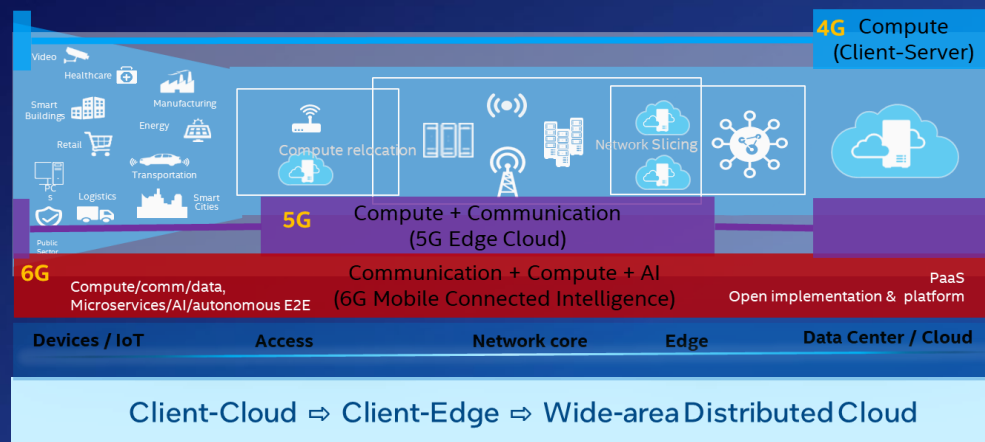 4G Compute
(Client-Server)
Video
Healthcare
Manufacturing
Smart
Buildings
Energy
Retail
Transportation
PC
s
Logistics
Smart
Cities
Public
Sector
Compute relocation
Network Slicing
5G
Compute + Communication
(5G Edge Cloud)
6G
Communication + Compute + AI
(6G Mobile Connected Intelligence)
Compute/comm/data,
Microservices/AI/autonomous E2E
PaaS
Open implementation & platform
Devices / IoT
Access
Network core
Edge
Data Center / Cloud
Client-Cloud ⇨ Client-Edge ⇨ Wide-area Distributed Cloud